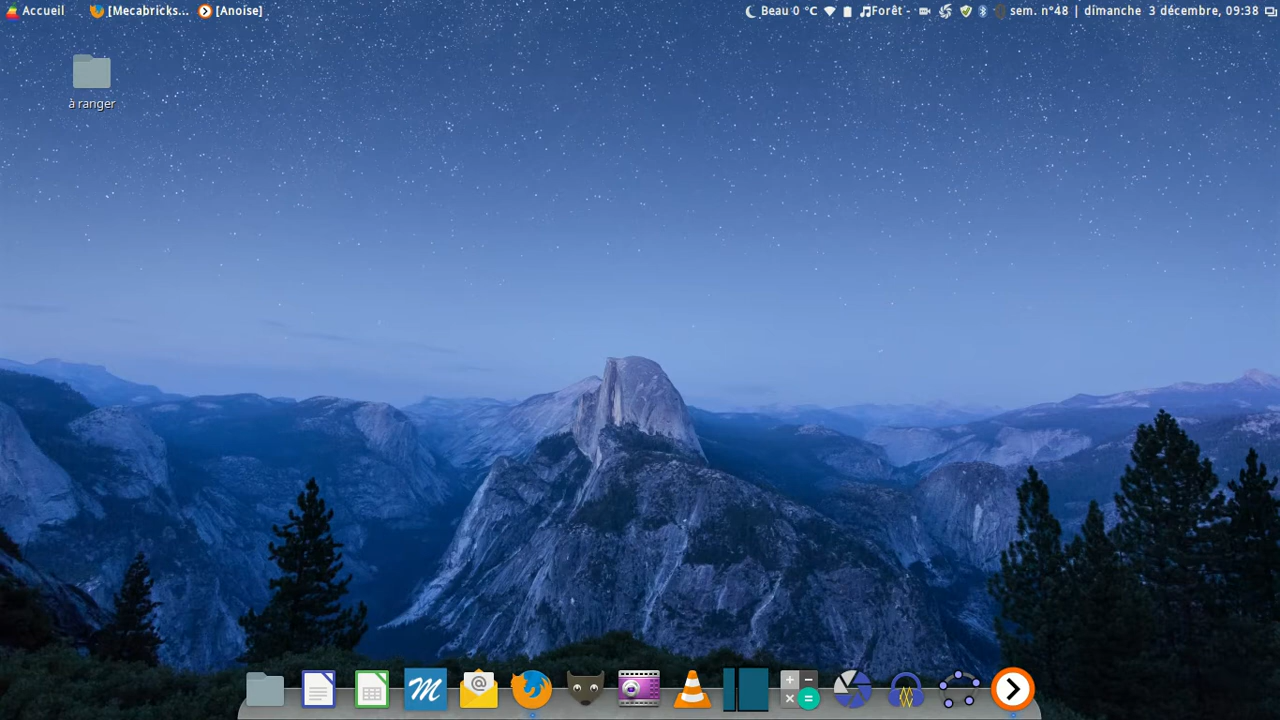 Accueil [Mecabricks... [Anoise] Beau 0 °C Forêt - sem. n°48 | dimanche 3 décembre, 09:38
à ranger